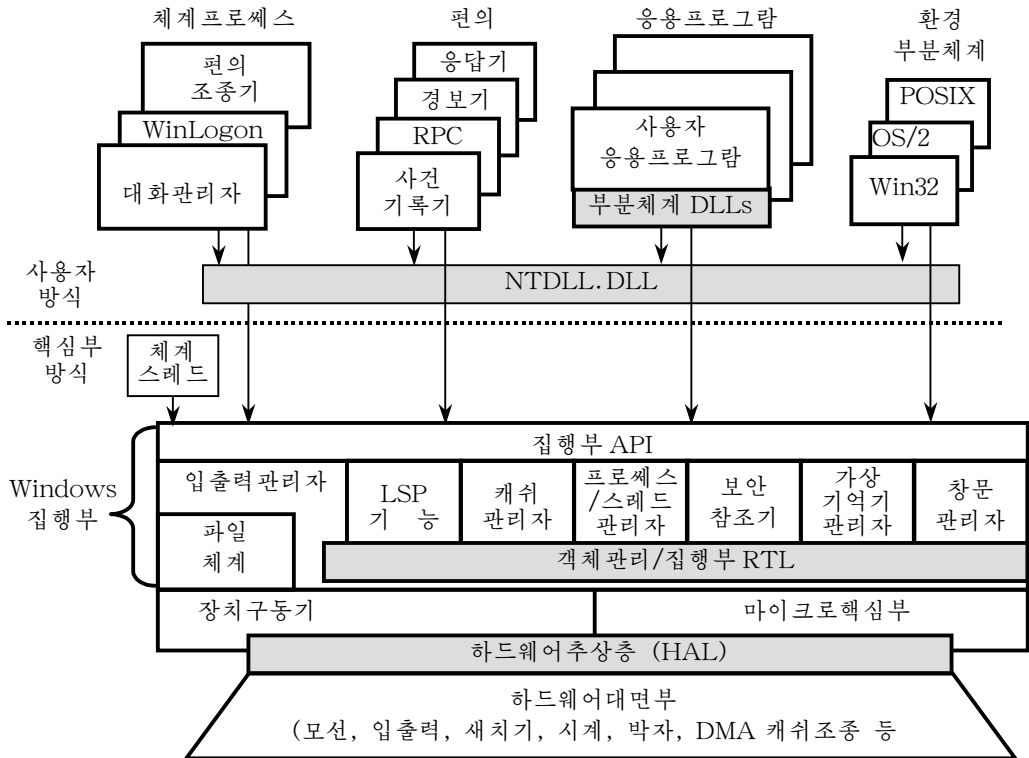 체계프로쎄스
편의
응용프로그람
환경
부분체계
편의
조종기
WinLogon
대화관리자
응답기
경보기
RPC
사건
기록기
사용자
응용프로그람
부분체계 DLLs
POSIX
OS/2
Win32
사용자
방식
NTDLL.DLL
핵심부
방식
체계
스레드
Windows
집행부
집행부 API
입출력관리자
파일
체계
LSP
기 능
캐쉬
관리자
프로쎄스
/스레드
관리자
보안
참조기
가상
기억기
관리자
창문
관리자
객체관리/집행부 RTL
장치구동기
마이크로핵심부
하드웨어추상층 (HAL)
하드웨어대면부
(모선, 입출력, 새치기, 시계, 박자, DMA 캐쉬조종 등